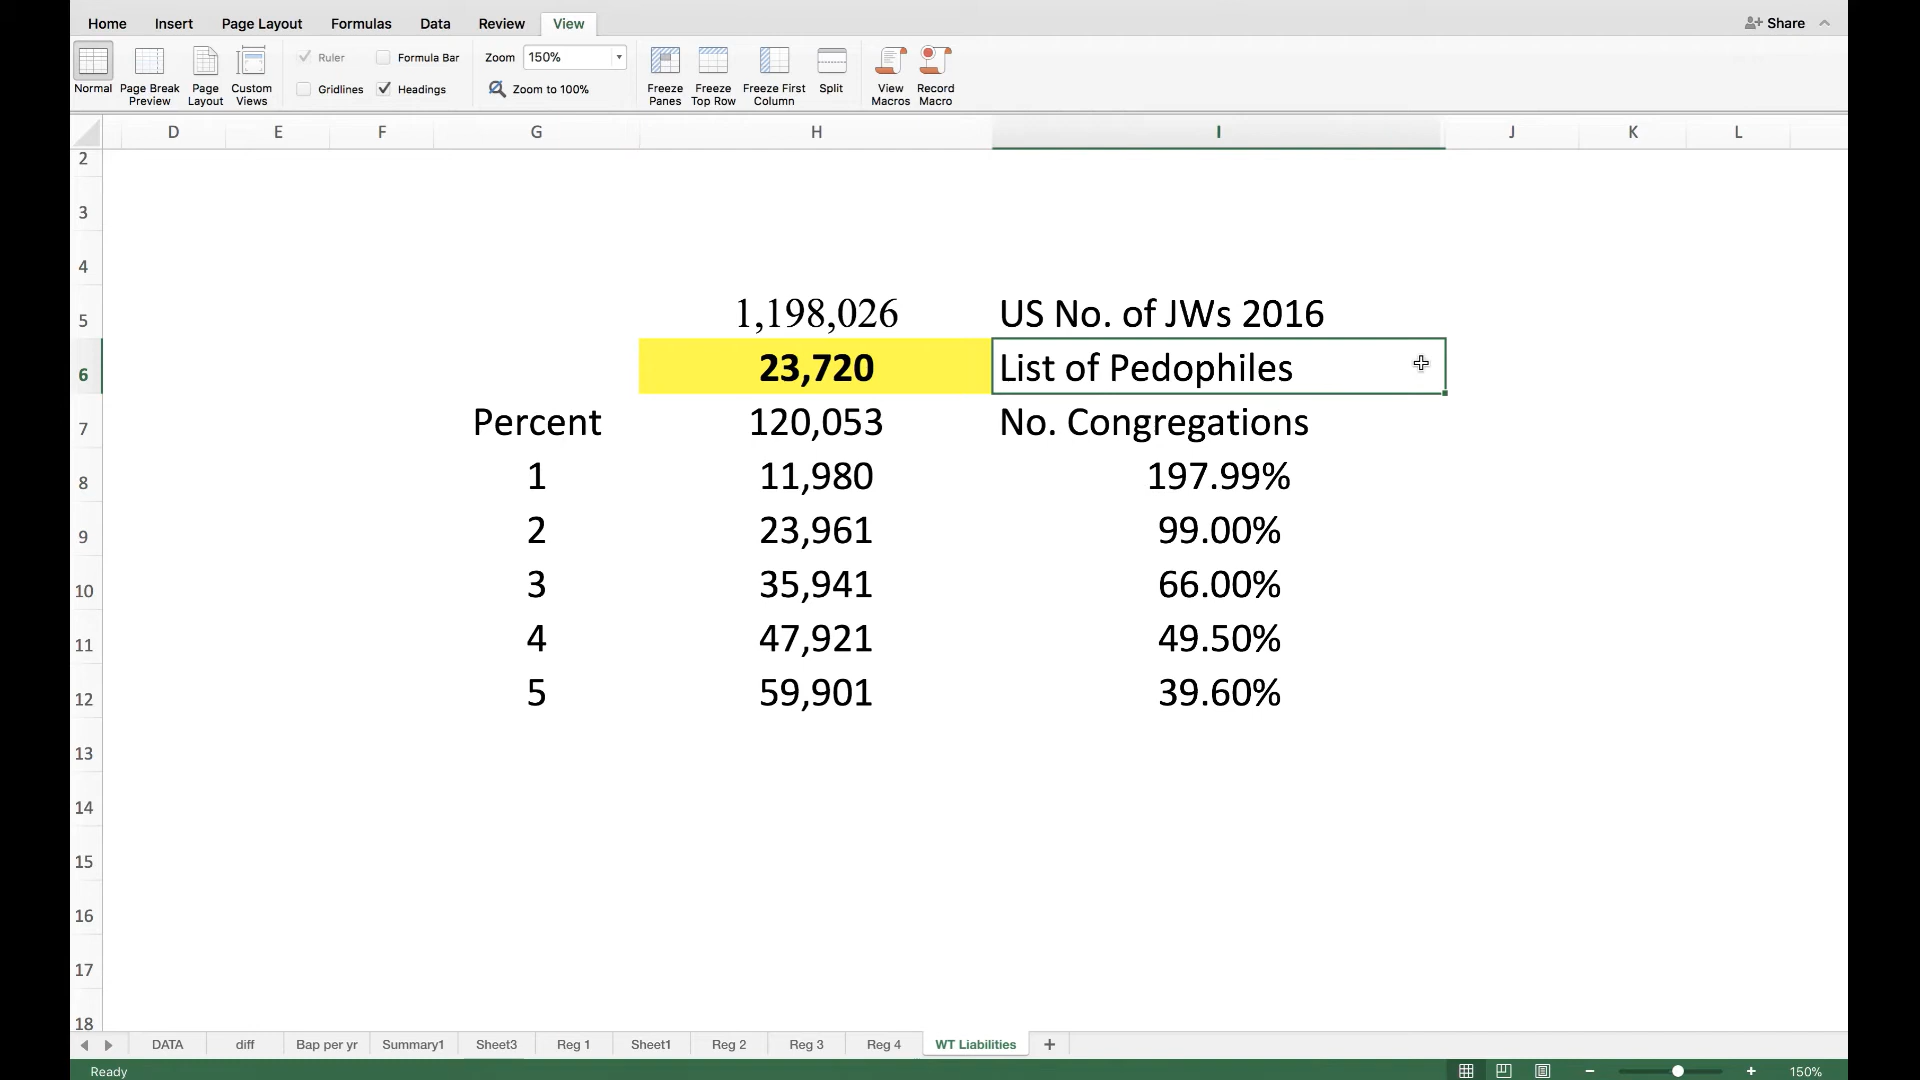 Home Insert Page Layout Formulas Data Review View Share
Ruler Formula Bar Zoom 150%
Gridlines Headings Zoom to 100%
Normal Page Break Preview Page Layout Custom Views Freeze Panes Freeze Top Row Freeze First Column Split View Macros Record Macro
D E F G H I J K L
2
3
4
5 1,198,026 US No. of JWs 2016
6 23,720 List of Pedophiles
7 Percent 120,053 No. Congregations
8 1 11,980 197.99%
9 2 23,961 99.00%
10 3 35,941 66.00%
11 4 47,921 49.50%
12 5 59,901 39.60%
13
14
15
16
17
18
DATA diff Bap per yr Summary1 Sheet3 Reg 1 Sheet1 Reg 2 Reg 3 Reg 4 WT Liabilities +
Ready 150%